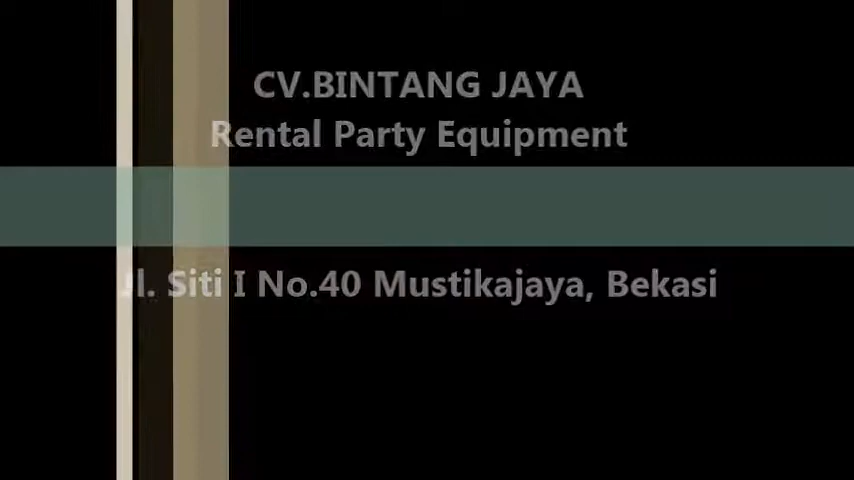 CV.BINTANG JAYA
Rental Party Equipment
Jl. Siti I No.40 Mustikajaya, Bekasi